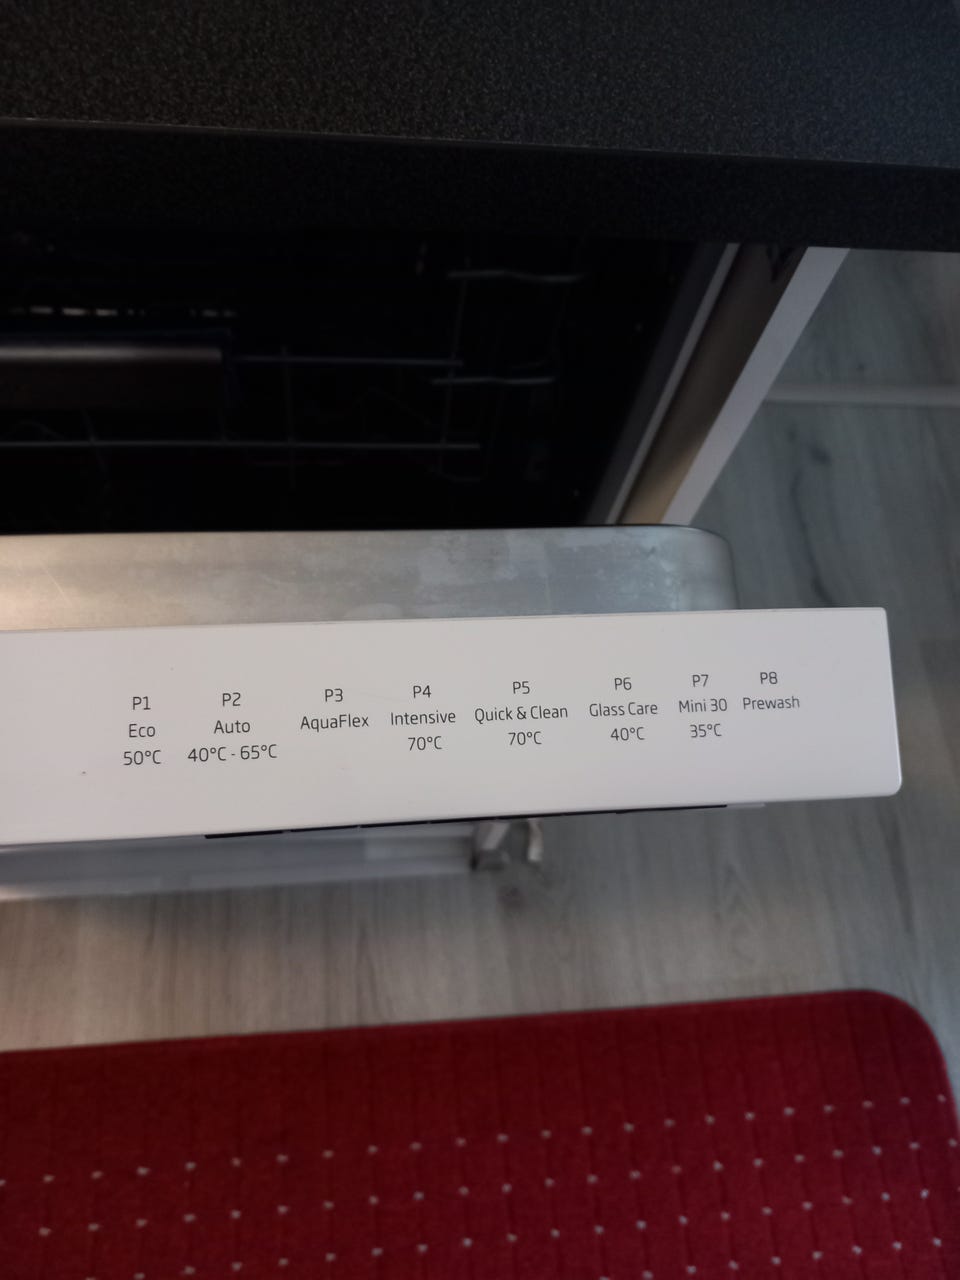 P1
Eco
50°C
P2
Auto
40°C - 65°C
P3
AquaFlex
P4
Intensive
70°C
P5
Quick & Clean
70°C
P6
Glass Care
40°C
P7
Mini 30
35°C
P8
Prewash